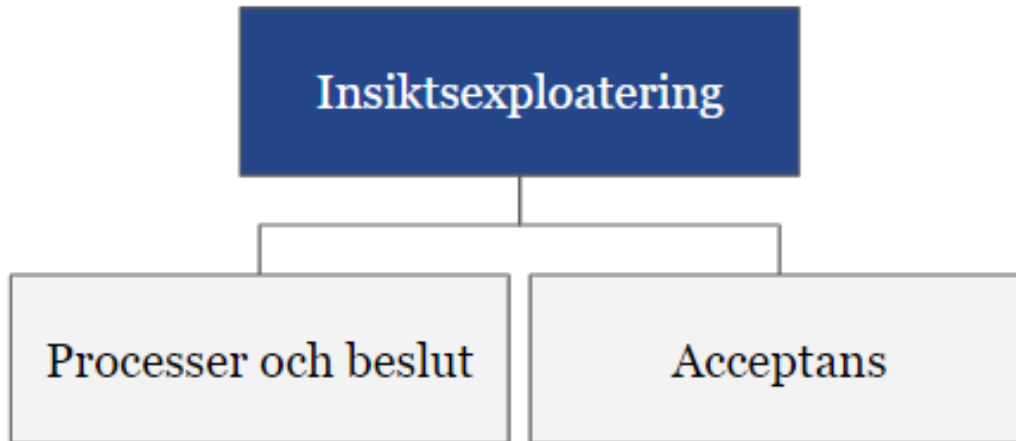 Insiktsexploatering
Processer och beslut
Acceptans